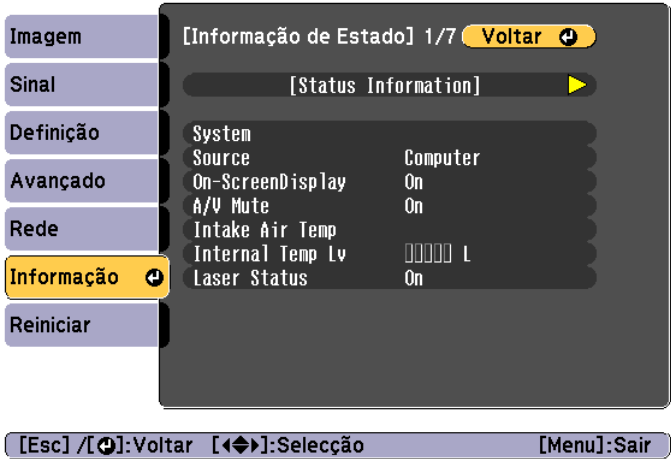 Imagem
Sinal
Definição
Avançado
Rede
Informação
Reiniciar
[Informação de Estado] 1/7 Voltar
[Status Information]
System
Source Computer
On-ScreenDisplay On
A/V Mute On
Intake Air Temp
Internal Temp Lv L
Laser Status On
[Esc] /[ ]:Voltar [ ]:Selecção [Menu]:Sair